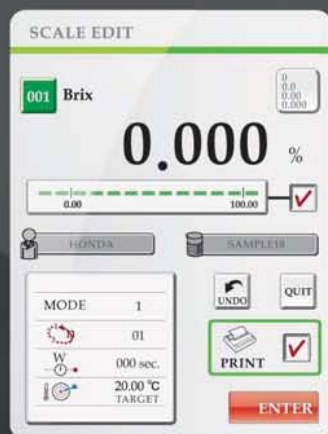 SCALE EDIT
001 Brix
0
0.0
0.00
0.000
0.000 %
0.00 100.00
HONDA SAMPLE18
MODE 1
01
W 000 sec.
20.00 °C
TARGET
UNDO QUIT
PRINT
ENTER